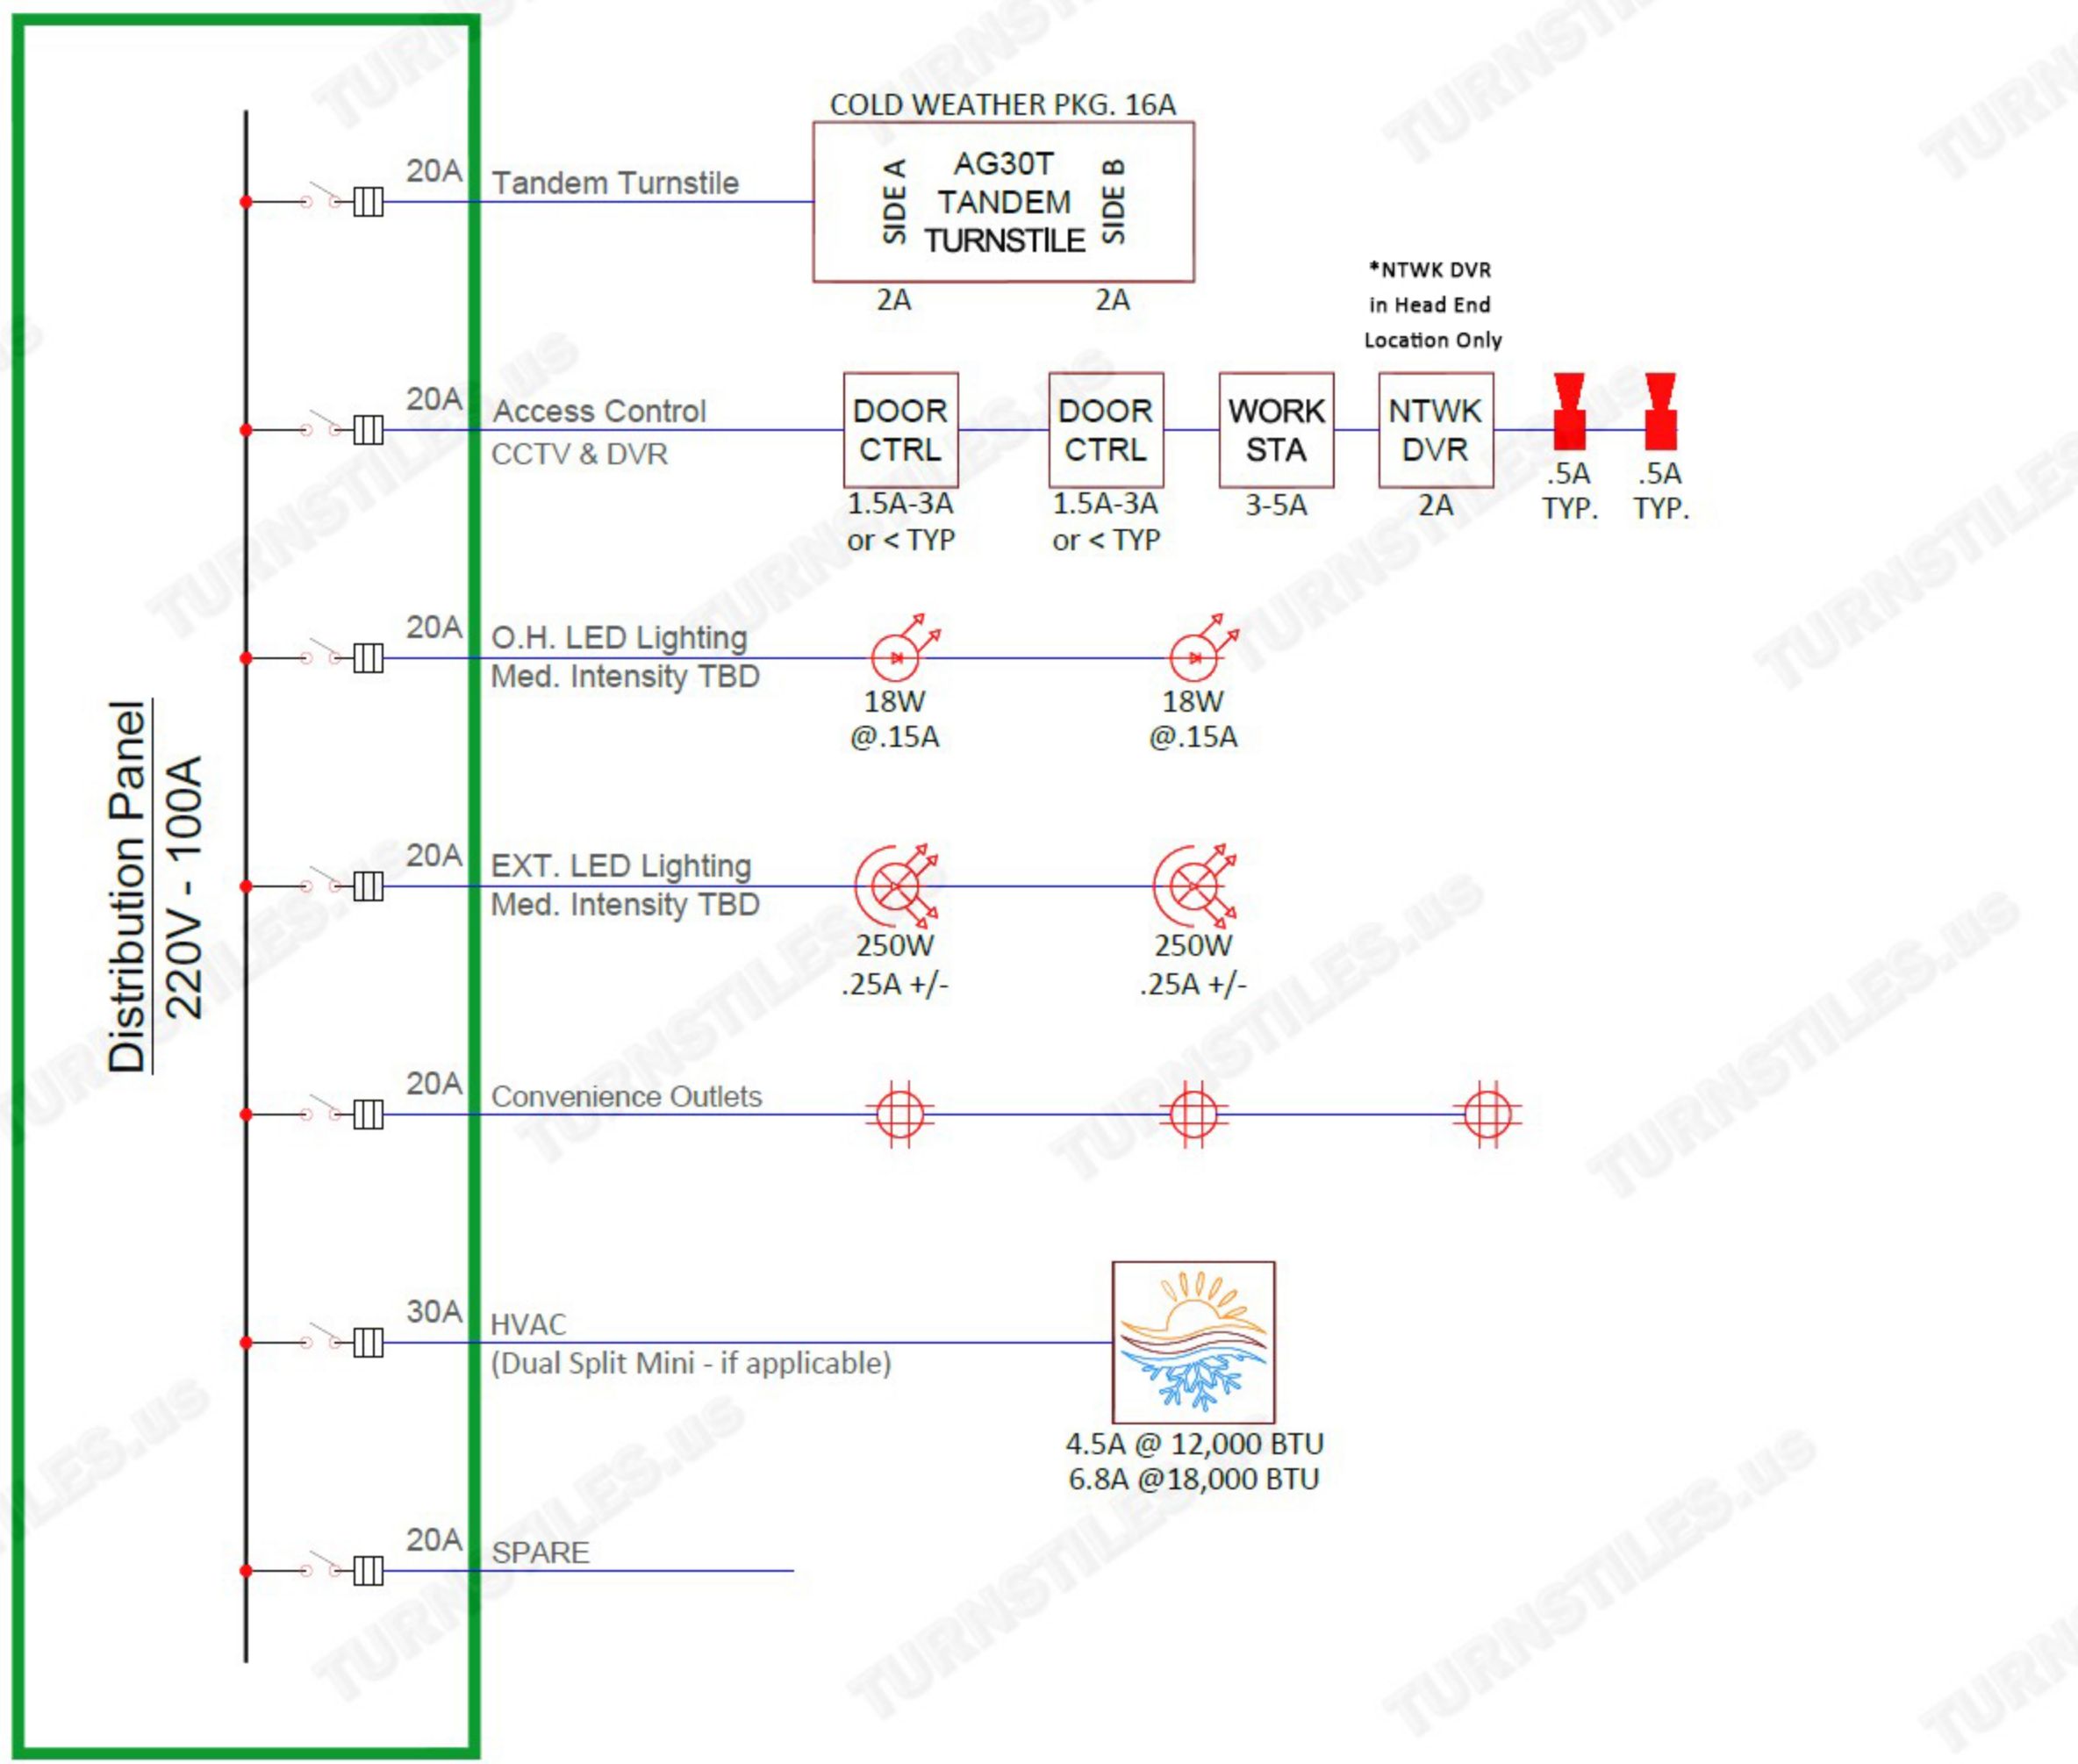 Distribution Panel
220V - 100A
20A
Tandem Turnstile
COLD WEATHER PKG. 16A
SIDE A
AG30T
TANDEM
TURNSTILE
SIDE B
2A
2A
20A
Access Control
CCTV & DVR
DOOR
CTRL
1.5A-3A
or < TYP
DOOR
CTRL
1.5A-3A
or < TYP
WORK
STA
3-5A
*NTWK DVR
in Head End
Location Only
NTWK
DVR
2A
.5A
TYP.
.5A
TYP.
20A
O.H. LED Lighting
Med. Intensity TBD
18W
@.15A
18W
@.15A
20A
EXT. LED Lighting
Med. Intensity TBD
250W
.25A +/-
250W
.25A +/-
20A
Convenience Outlets
30A
HVAC
(Dual Split Mini - if applicable)
4.5A @ 12,000 BTU
6.8A @18,000 BTU
20A
SPARE
TURNSTILES.us